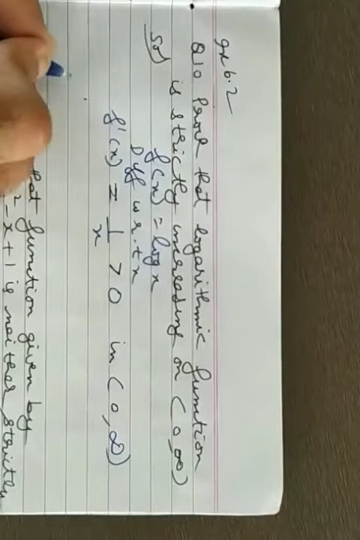 ex 6.2
Q10 Prove that logarithmic function
is strictly increasing on (0,∞)
Sol f(x) = log x
Diff w.r.t x
f'(x) = 1/x > 0 in (0,∞)
that function given by
2 - x + 1 is neither strictly